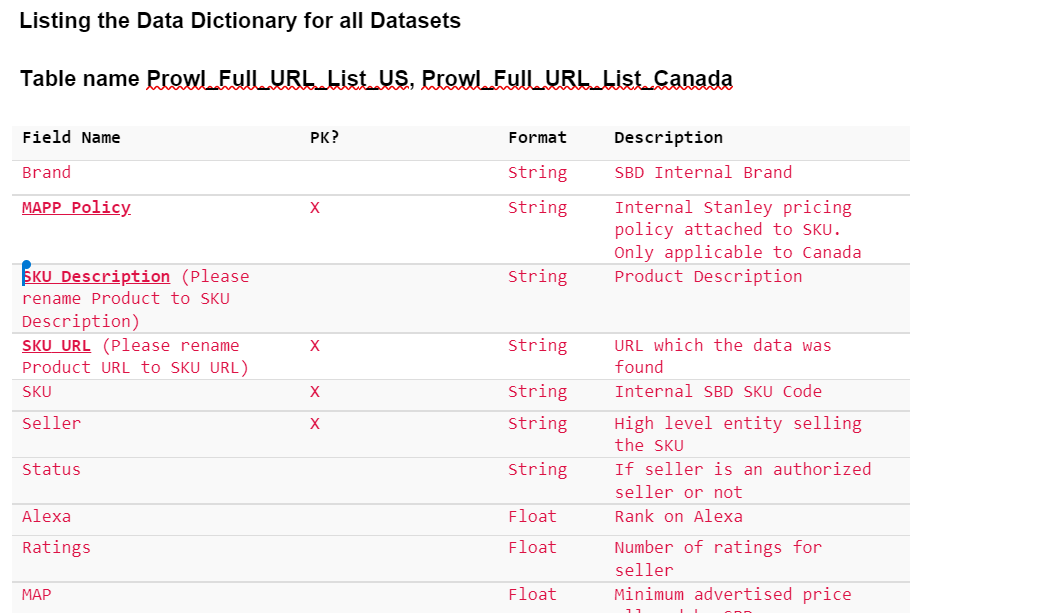 Listing the Data Dictionary for all Datasets
Table name Prowl_Full_URL_List_US, Prowl_Full_URL_List_Canada
Field Name PK? Format Description
Brand String SBD Internal Brand
MAPP Policy X String Internal Stanley pricing
policy attached to SKU.
Only applicable to Canada
SKU Description (Please String Product Description
rename Product to SKU
Description)
SKU URL (Please rename X String URL which the data was
Product URL to SKU URL) found
SKU X String Internal SBD SKU Code
Seller X String High level entity selling
the SKU
Status String If seller is an authorized
seller or not
Alexa Float Rank on Alexa
Ratings Float Number of ratings for
seller
MAP Float Minimum advertised price